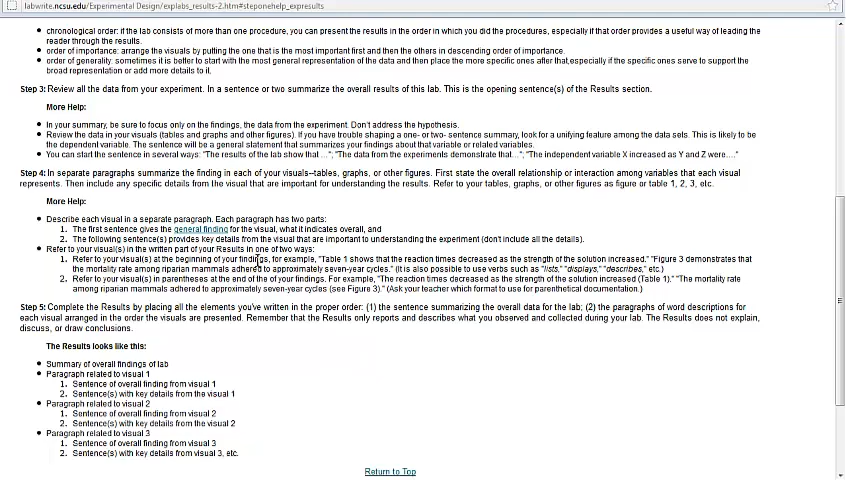 labwrite.ncsu.edu/Experimental Design/explabs_results-2.htm#steponehelp_expresults
chronological order: if the lab consists of more than one procedure, you can present the results in the order in which you did the procedures, especially if that order provides a useful way of leading the
reader through the results.
order of importance: arrange the visuals by putting the one that is the most important first and then the others in descending order of importance.
order of generality: sometimes it is better to start with the most general representation of the data and then place the more specific ones after that,especially if the specific ones serve to support the
broad representation or add more details to it.
Step 3: Review all the data from your experiment. In a sentence or two summarize the overall results of this lab. This is the opening sentence(s) of the Results section.
More Help:
In your summary, be sure to focus only on the findings, the data from the experiment. Don't address the hypothesis.
Review the data in your visuals (tables and graphs and other figures). If you have trouble shaping a one- or two- sentence summary, look for a unifying feature among the data sets. This is likely to be
the dependent variable. The sentence will be a general statement that summarizes your findings about that variable or related variables.
You can start the sentence in several ways: "The results of the lab show that ..."; "The data from the experiments demonstrate that..."; "The independent variable X increased as Y and Z were...."
Step 4: In separate paragraphs summarize the finding in each of your visuals--tables, graphs, or other figures. First state the overall relationship or interaction among variables that each visual
represents. Then include any specific details from the visual that are important for understanding the results. Refer to your tables, graphs, or other figures as figure or table 1, 2, 3, etc.
More Help:
Describe each visual in a separate paragraph. Each paragraph has two parts:
1. The first sentence gives the general finding for the visual, what it indicates overall, and
2. The following sentence(s) provides key details from the visual that are important to understanding the experiment (don't include all the details).
Refer to your visual(s) in the written part of your Results in one of two ways:
1. Refer to your visual(s) at the beginning of your findings, for example, "Table 1 shows that the reaction times decreased as the strength of the solution increased." "Figure 3 demonstrates that
the mortality rate among riparian mammals adhered to approximately seven-year cycles." (It is also possible to use verbs such as "lists," "displays," "describes," etc.)
2. Refer to your visual(s) in parentheses at the end of the of your findings. For example, "The reaction times decreased as the strength of the solution increased (Table 1)." "The mortality rate
among riparian mammals adhered to approximately seven-year cycles (see Figure 3)." (Ask your teacher which format to use for parenthetical documentation.)
Step 5: Complete the Results by placing all the elements you've written in the proper order: (1) the sentence summarizing the overall data for the lab; (2) the paragraphs of word descriptions for
each visual arranged in the order the visuals are presented. Remember that the Results only reports and describes what you observed and collected during your lab. The Results does not explain,
discuss, or draw conclusions.
The Results looks like this:
Summary of overall findings of lab
Paragraph related to visual 1
1. Sentence of overall finding from visual 1
2. Sentence(s) with key details from the visual 1
Paragraph related to visual 2
1. Sentence of overall finding from visual 2
2. Sentence(s) with key details from the visual 2
Paragraph related to visual 3
1. Sentence of overall finding from visual 3
2. Sentence(s) with key details from visual 3, etc.
Return to Top